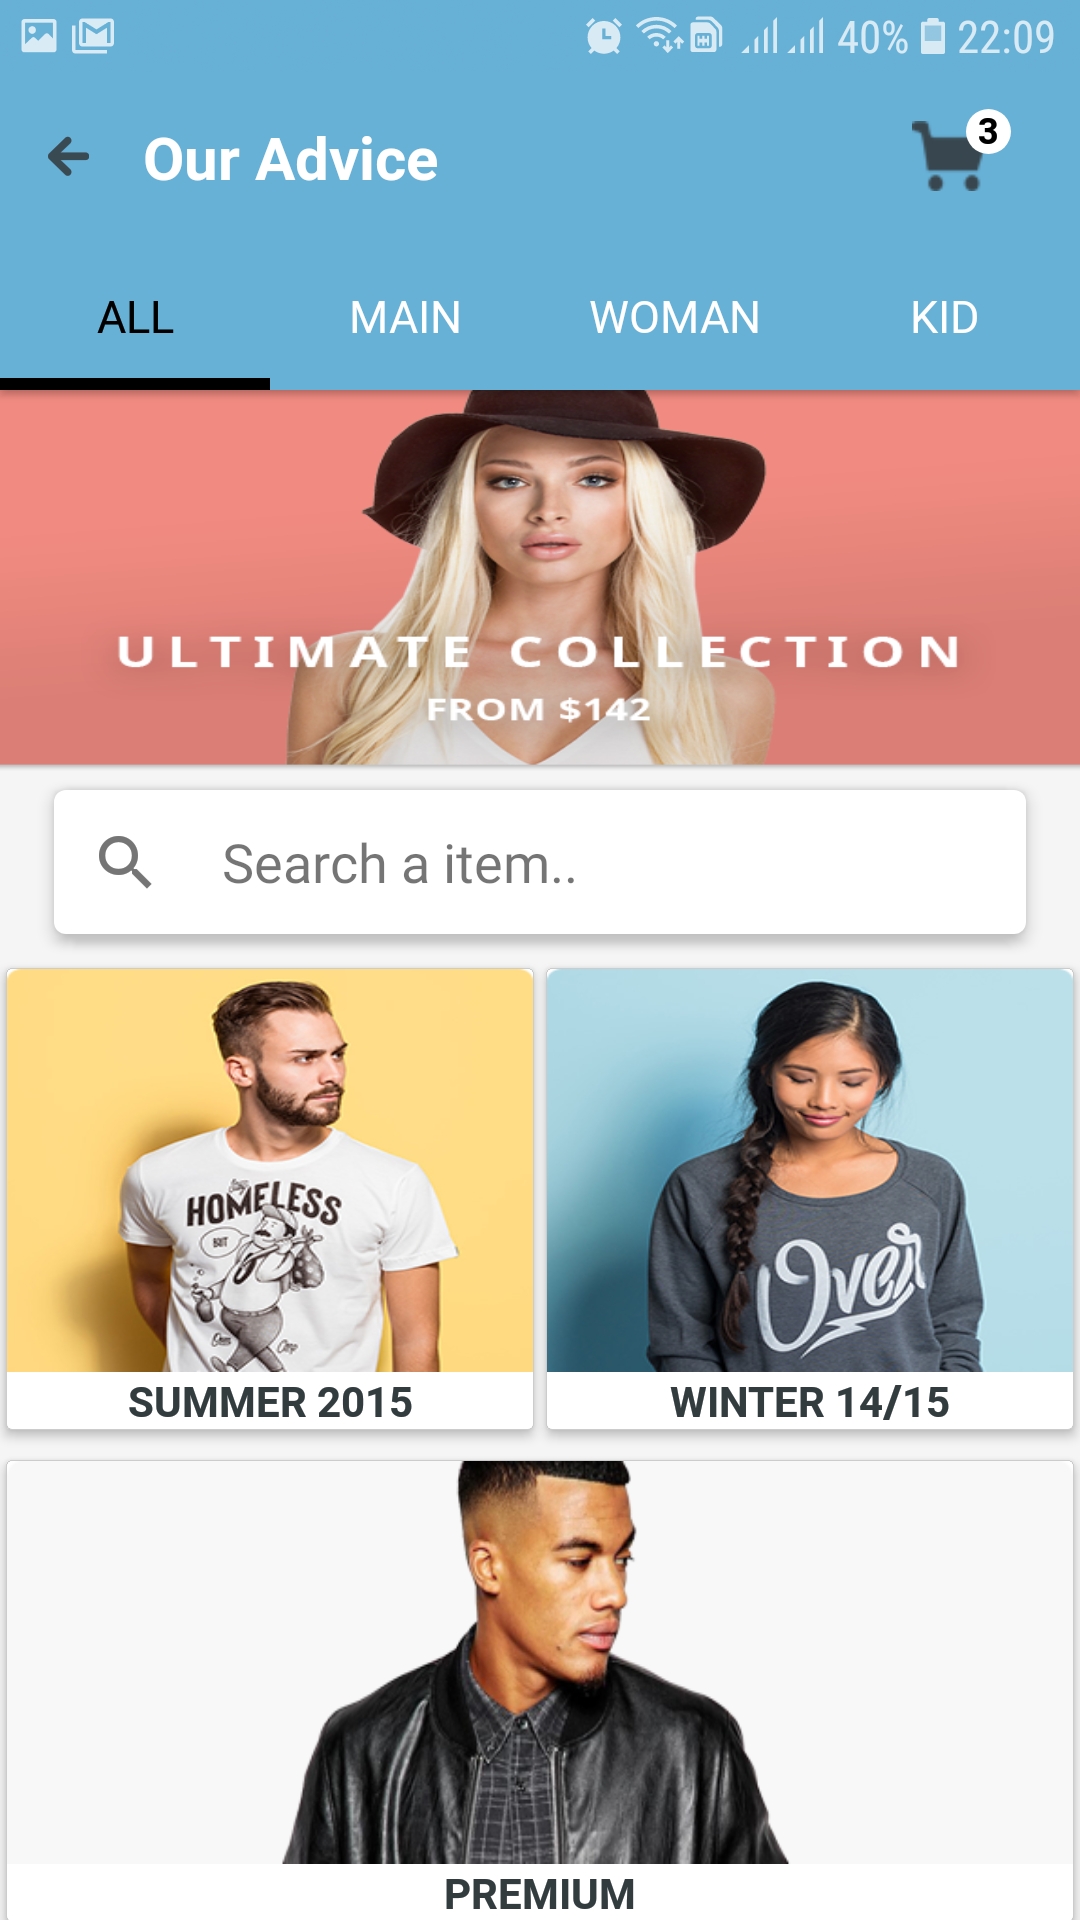 40% 22:09
Our Advice
3
ALL MAIN WOMAN KID
ULTIMATE COLLECTION
FROM $142
Search a item..
HOMELESS
BUT
Over
SUMMER 2015
WINTER 14/15
PREMIUM